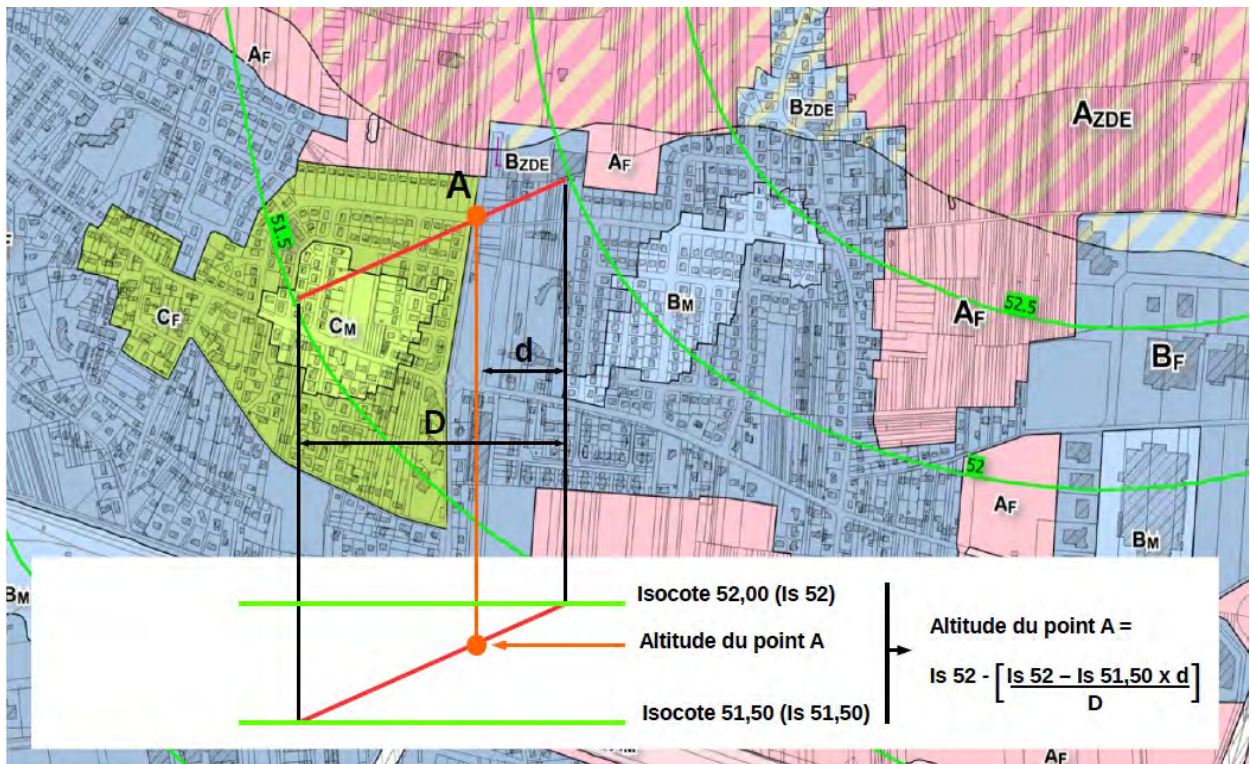 AF
BZDE
AZDE
A
BZDE
AF
51.5
F
BM
CF
CM
AF
52.5
BF
d
D
52
AF
BM
BM
Isocote 52,00 (Is 52)
Altitude du point A
Isocote 51,50 (Is 51,50)
Altitude du point A =
Is 52 - [ Is 52 – Is 51,50 x d ]
D
AF